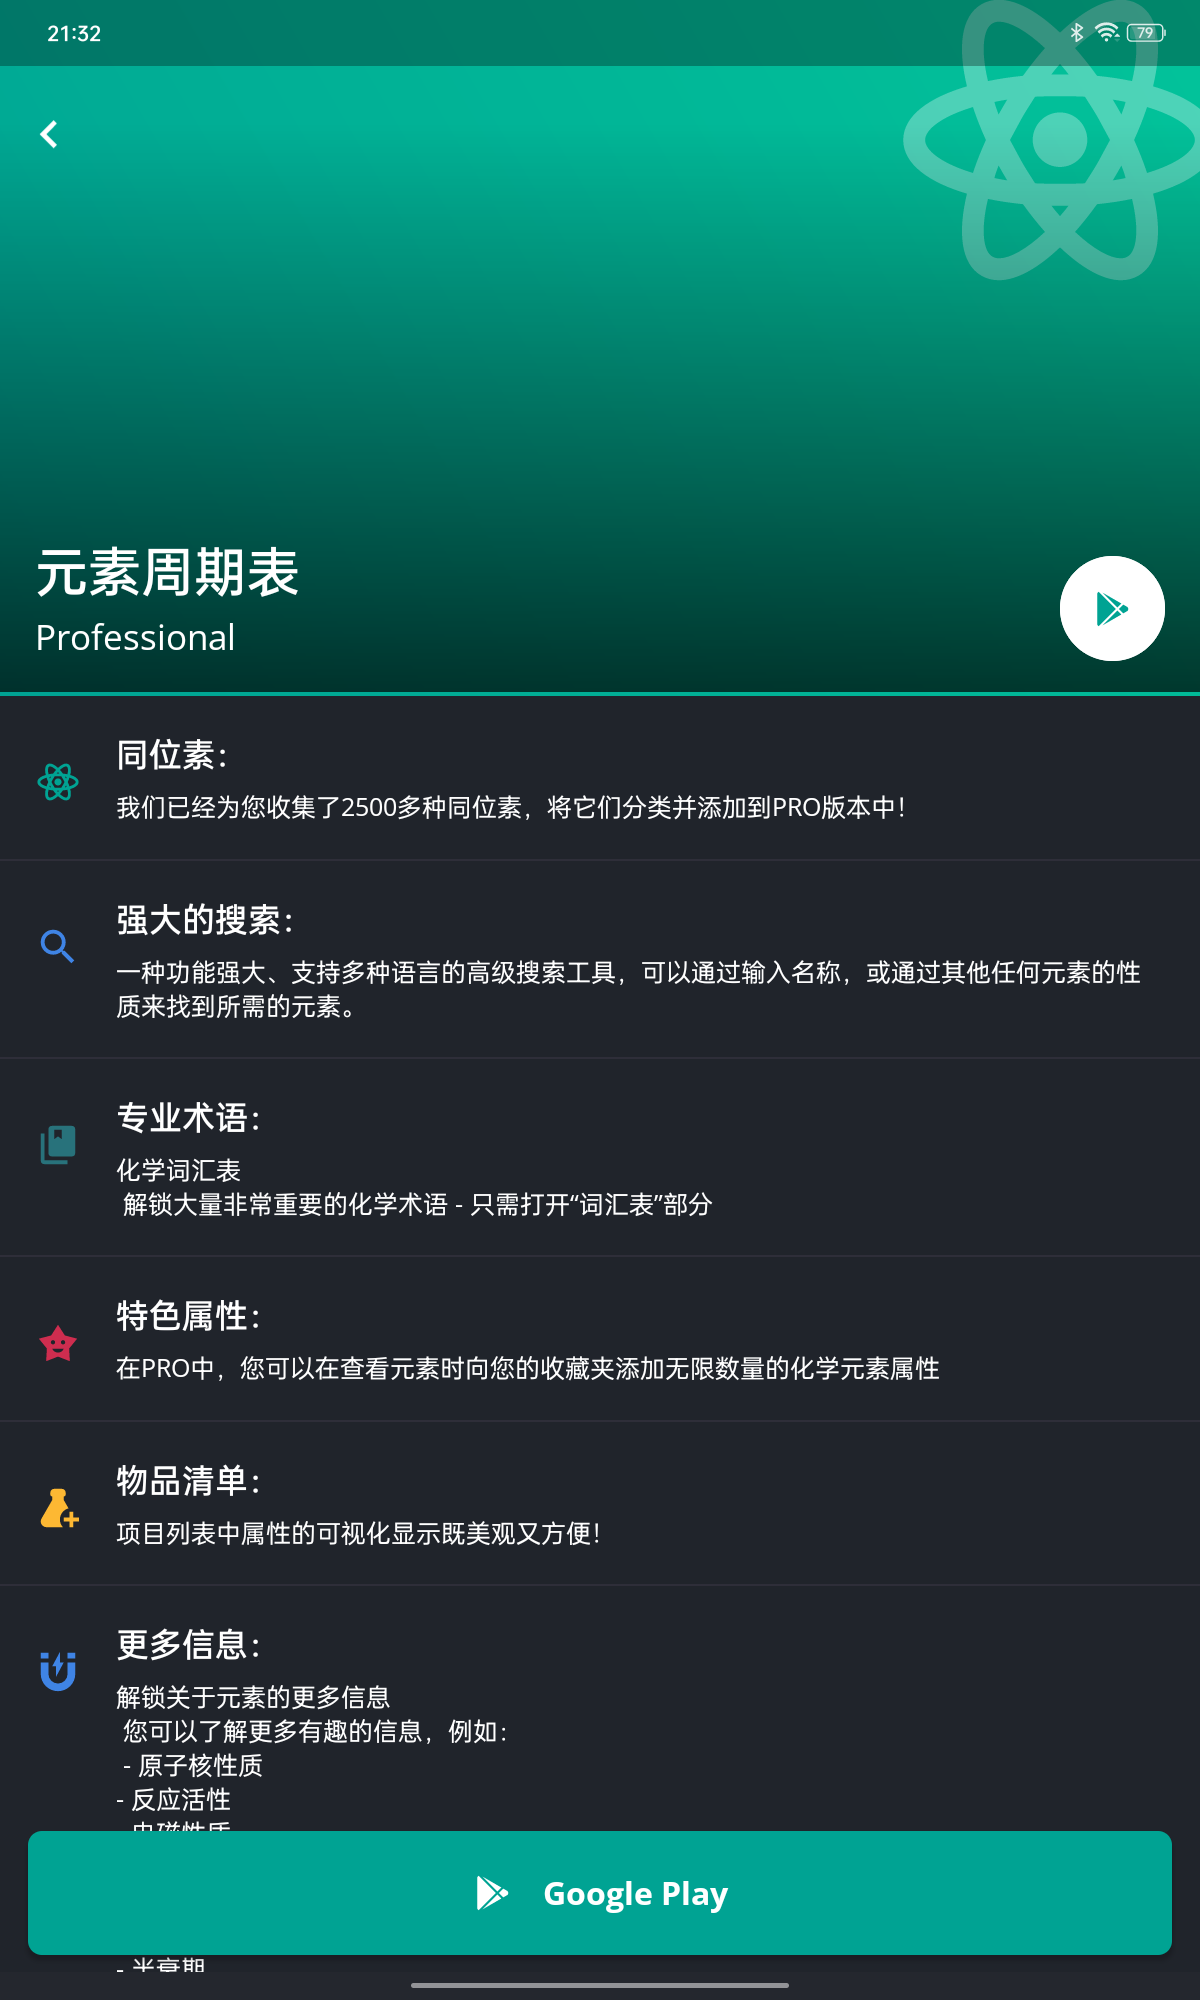 21:32
79
元素周期表
Professional
同位素：
我们已经为您收集了2500多种同位素，将它们分类并添加到PRO版本中！
强大的搜索：
一种功能强大、支持多种语言的高级搜索工具，可以通过输入名称，或通过其他任何元素的性
质来找到所需的元素。
专业术语：
化学词汇表
解锁大量非常重要的化学术语 - 只需打开“词汇表”部分
特色属性：
在PRO中，您可以在查看元素时向您的收藏夹添加无限数量的化学元素属性
物品清单：
项目列表中属性的可视化显示既美观又方便！
更多信息：
解锁关于元素的更多信息
您可以了解更多有趣的信息，例如：
- 原子核性质
- 反应活性
电磁性质
Google Play
- 半衰期